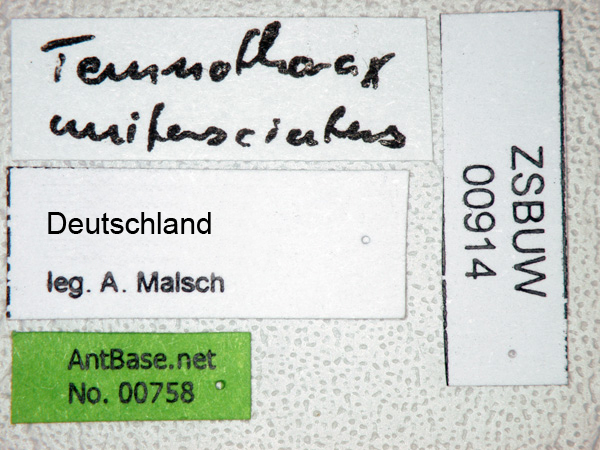 Temnothorax
unifasciatus
Deutschland
leg. A. Malsch
AntBase.net
No. 00758
ZSBUW
00914